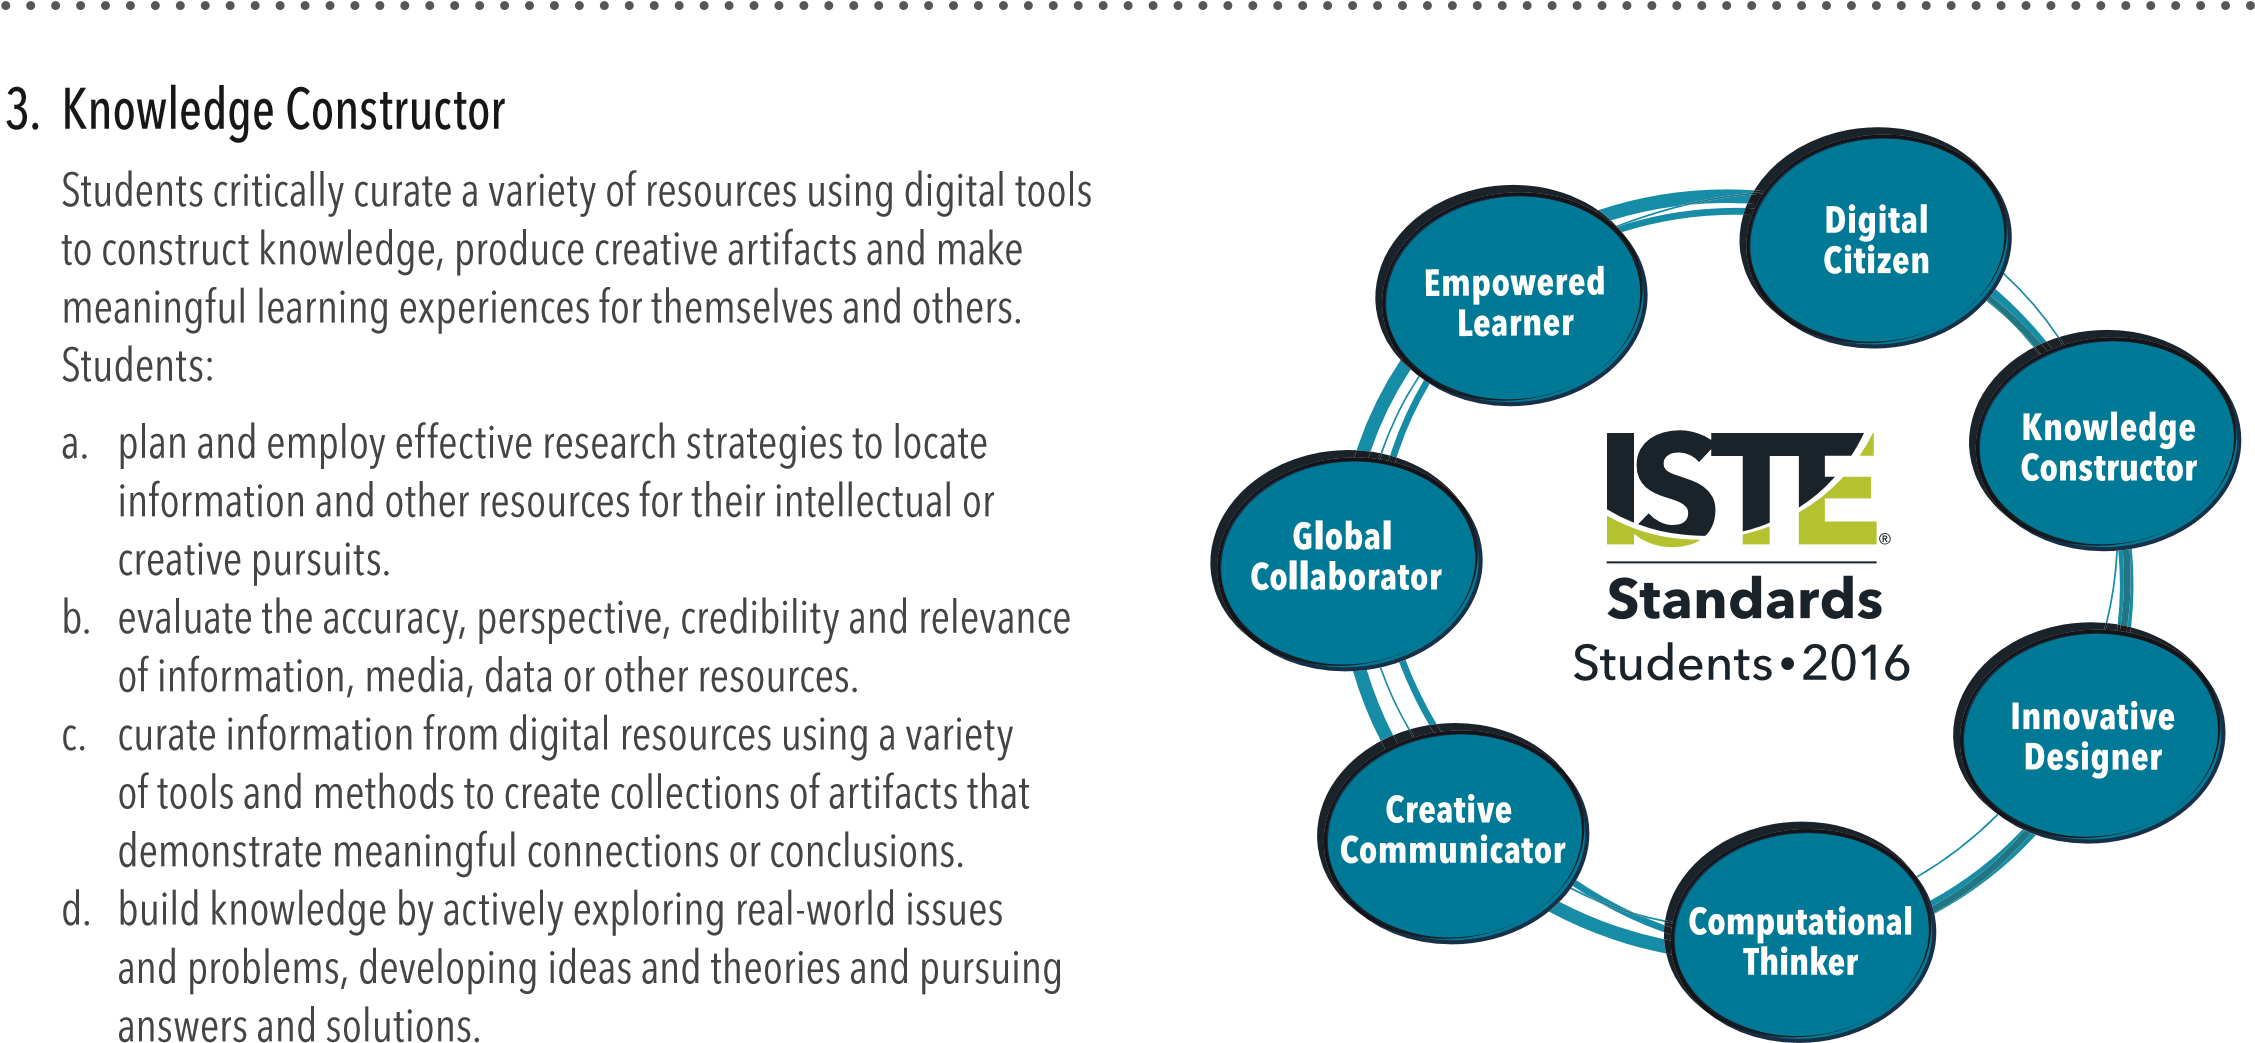 3. Knowledge Constructor
Students critically curate a variety of resources using digital tools
to construct knowledge, produce creative artifacts and make
meaningful learning experiences for themselves and others.
Students:
a. plan and employ effective research strategies to locate
information and other resources for their intellectual or
creative pursuits.
b. evaluate the accuracy, perspective, credibility and relevance
of information, media, data or other resources.
c. curate information from digital resources using a variety
of tools and methods to create collections of artifacts that
demonstrate meaningful connections or conclusions.
d. build knowledge by actively exploring real-world issues
and problems, developing ideas and theories and pursuing
answers and solutions.
Empowered
Learner
Digital
Citizen
Knowledge
Constructor
Innovative
Designer
Computational
Thinker
Creative
Communicator
Global
Collaborator
ISTE®
Standards
Students•2016